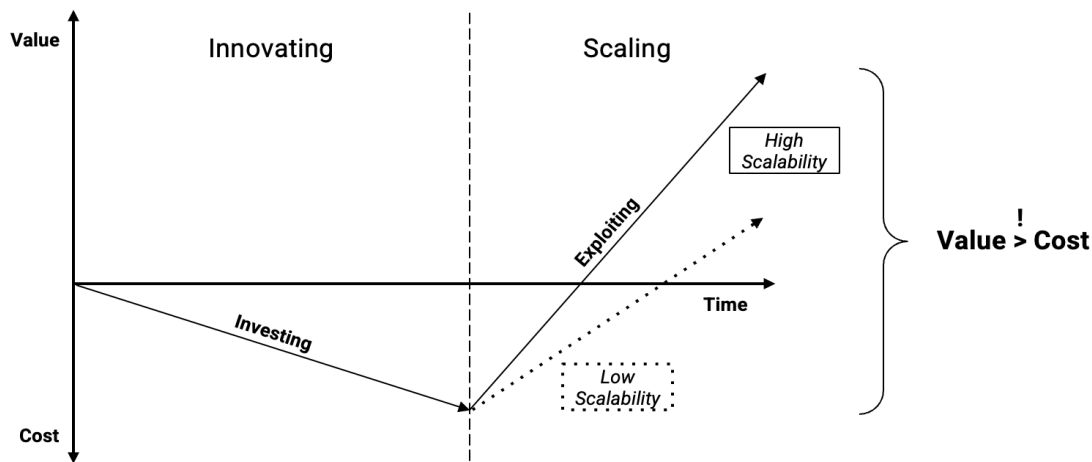 Value
Innovating
Scaling
High
Scalability
Exploiting
!
Value > Cost
Time
Investing
Low
Scalability
Cost